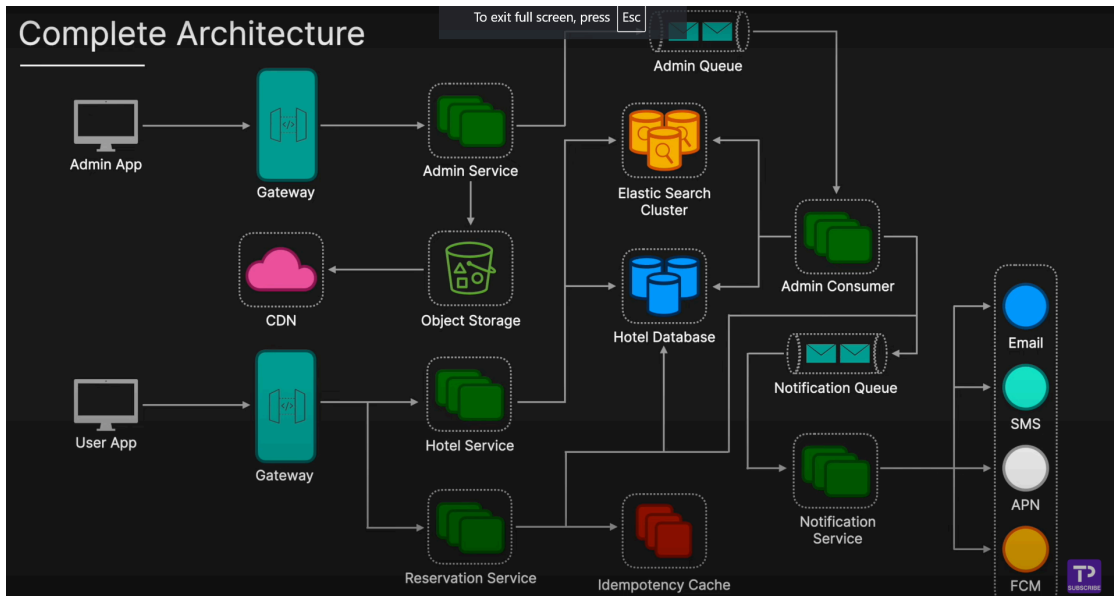 Complete Architecture
To exit full screen, press Esc
Admin Queue
Admin App
Gateway
</>
Admin Service
Elastic Search
Cluster
Admin Consumer
CDN
Object Storage
Hotel Database
Notification Queue
User App
Gateway
</>
Hotel Service
Reservation Service
Idempotency Cache
Notification
Service
Email
SMS
APN
FCM
TP
SUBSCRIBE